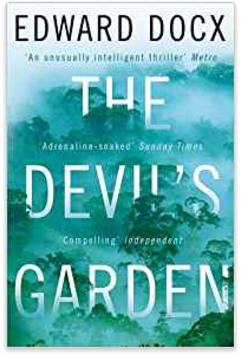 EDWARD DOCX
'An unusually intelligent thriller' Metro
THE
'Adrenaline-soaked' Sunday Times
DEVIL'S
'Compelling' Independent
GARDEN